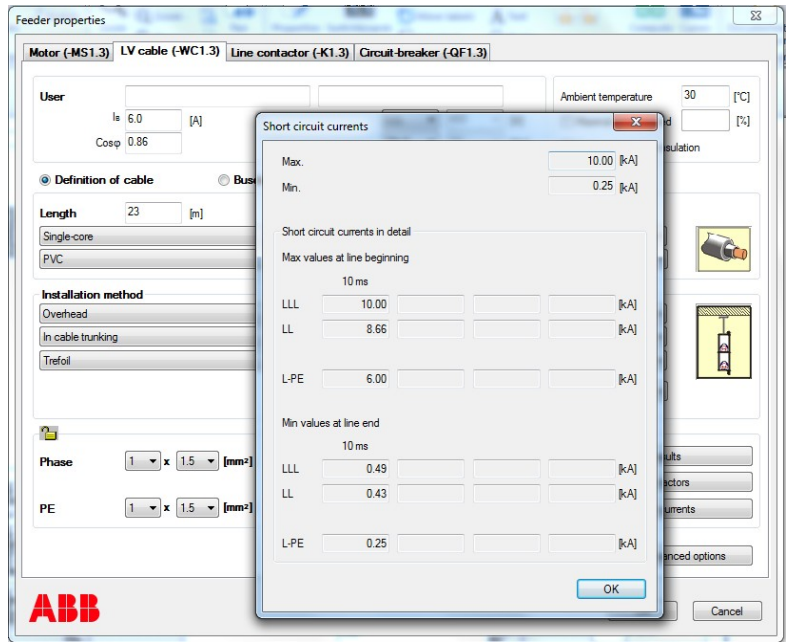 Feeder properties
Motor (-MS1.3) LV cable (-WC1.3) Line contactor (-K1.3) Circuit-breaker (-QF1.3)
User
Ambient temperature 30 [°C]
IB 6.0 [A]
[%]
Cosφ 0.86
Definition of cable
Length 23 [m]
Single-core
PVC
Installation method
Overhead
In cable trunking
Trefoil
Phase 1 x 1.5 [mm²]
PE 1 x 1.5 [mm²]
Short circuit currents
Max. 10.00 [kA]
Min. 0.25 [kA]
Short circuit currents in detail
Max values at line beginning
10 ms
LLL 10.00 [kA]
LL 8.66 [kA]
L-PE 6.00 [kA]
Min values at line end
10 ms
LLL 0.49 [kA]
LL 0.43 [kA]
L-PE 0.25 [kA]
OK
ABB
Cancel